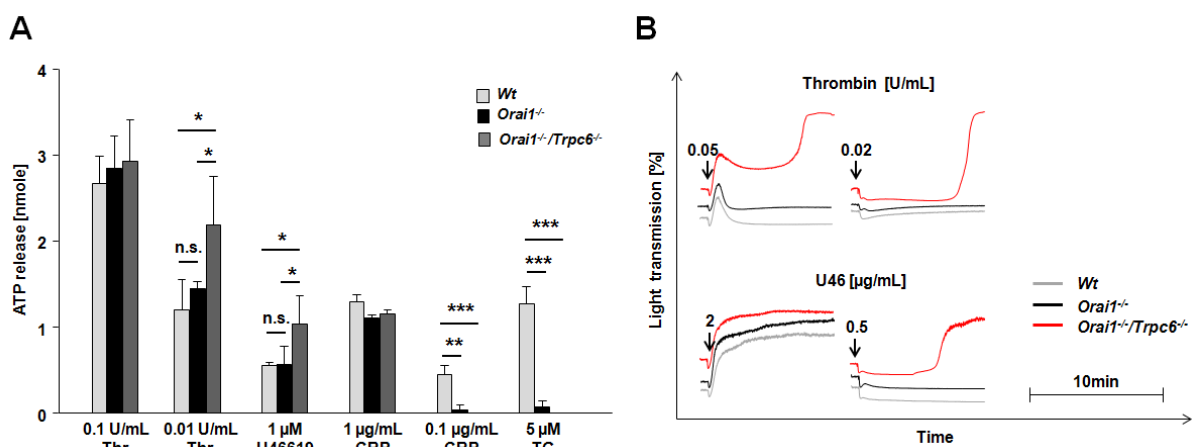 A
B
4
3
2
1
0
ATP release [nmole]
Wt
Orai1-/-
Orai1-/-/Trpc6-/-
*
*
n.s.
*
*
n.s.
***
**
***
***
0.1 U/mL
0.01 U/mL
1 µM
1 µg/mL
0.1 µg/mL
5 µM
Light transmission [%]
Thrombin [U/mL]
0.05
0.02
U46 [µg/mL]
2
0.5
Wt
Orai1-/-
Orai1-/-/Trpc6-/-
10min
Time